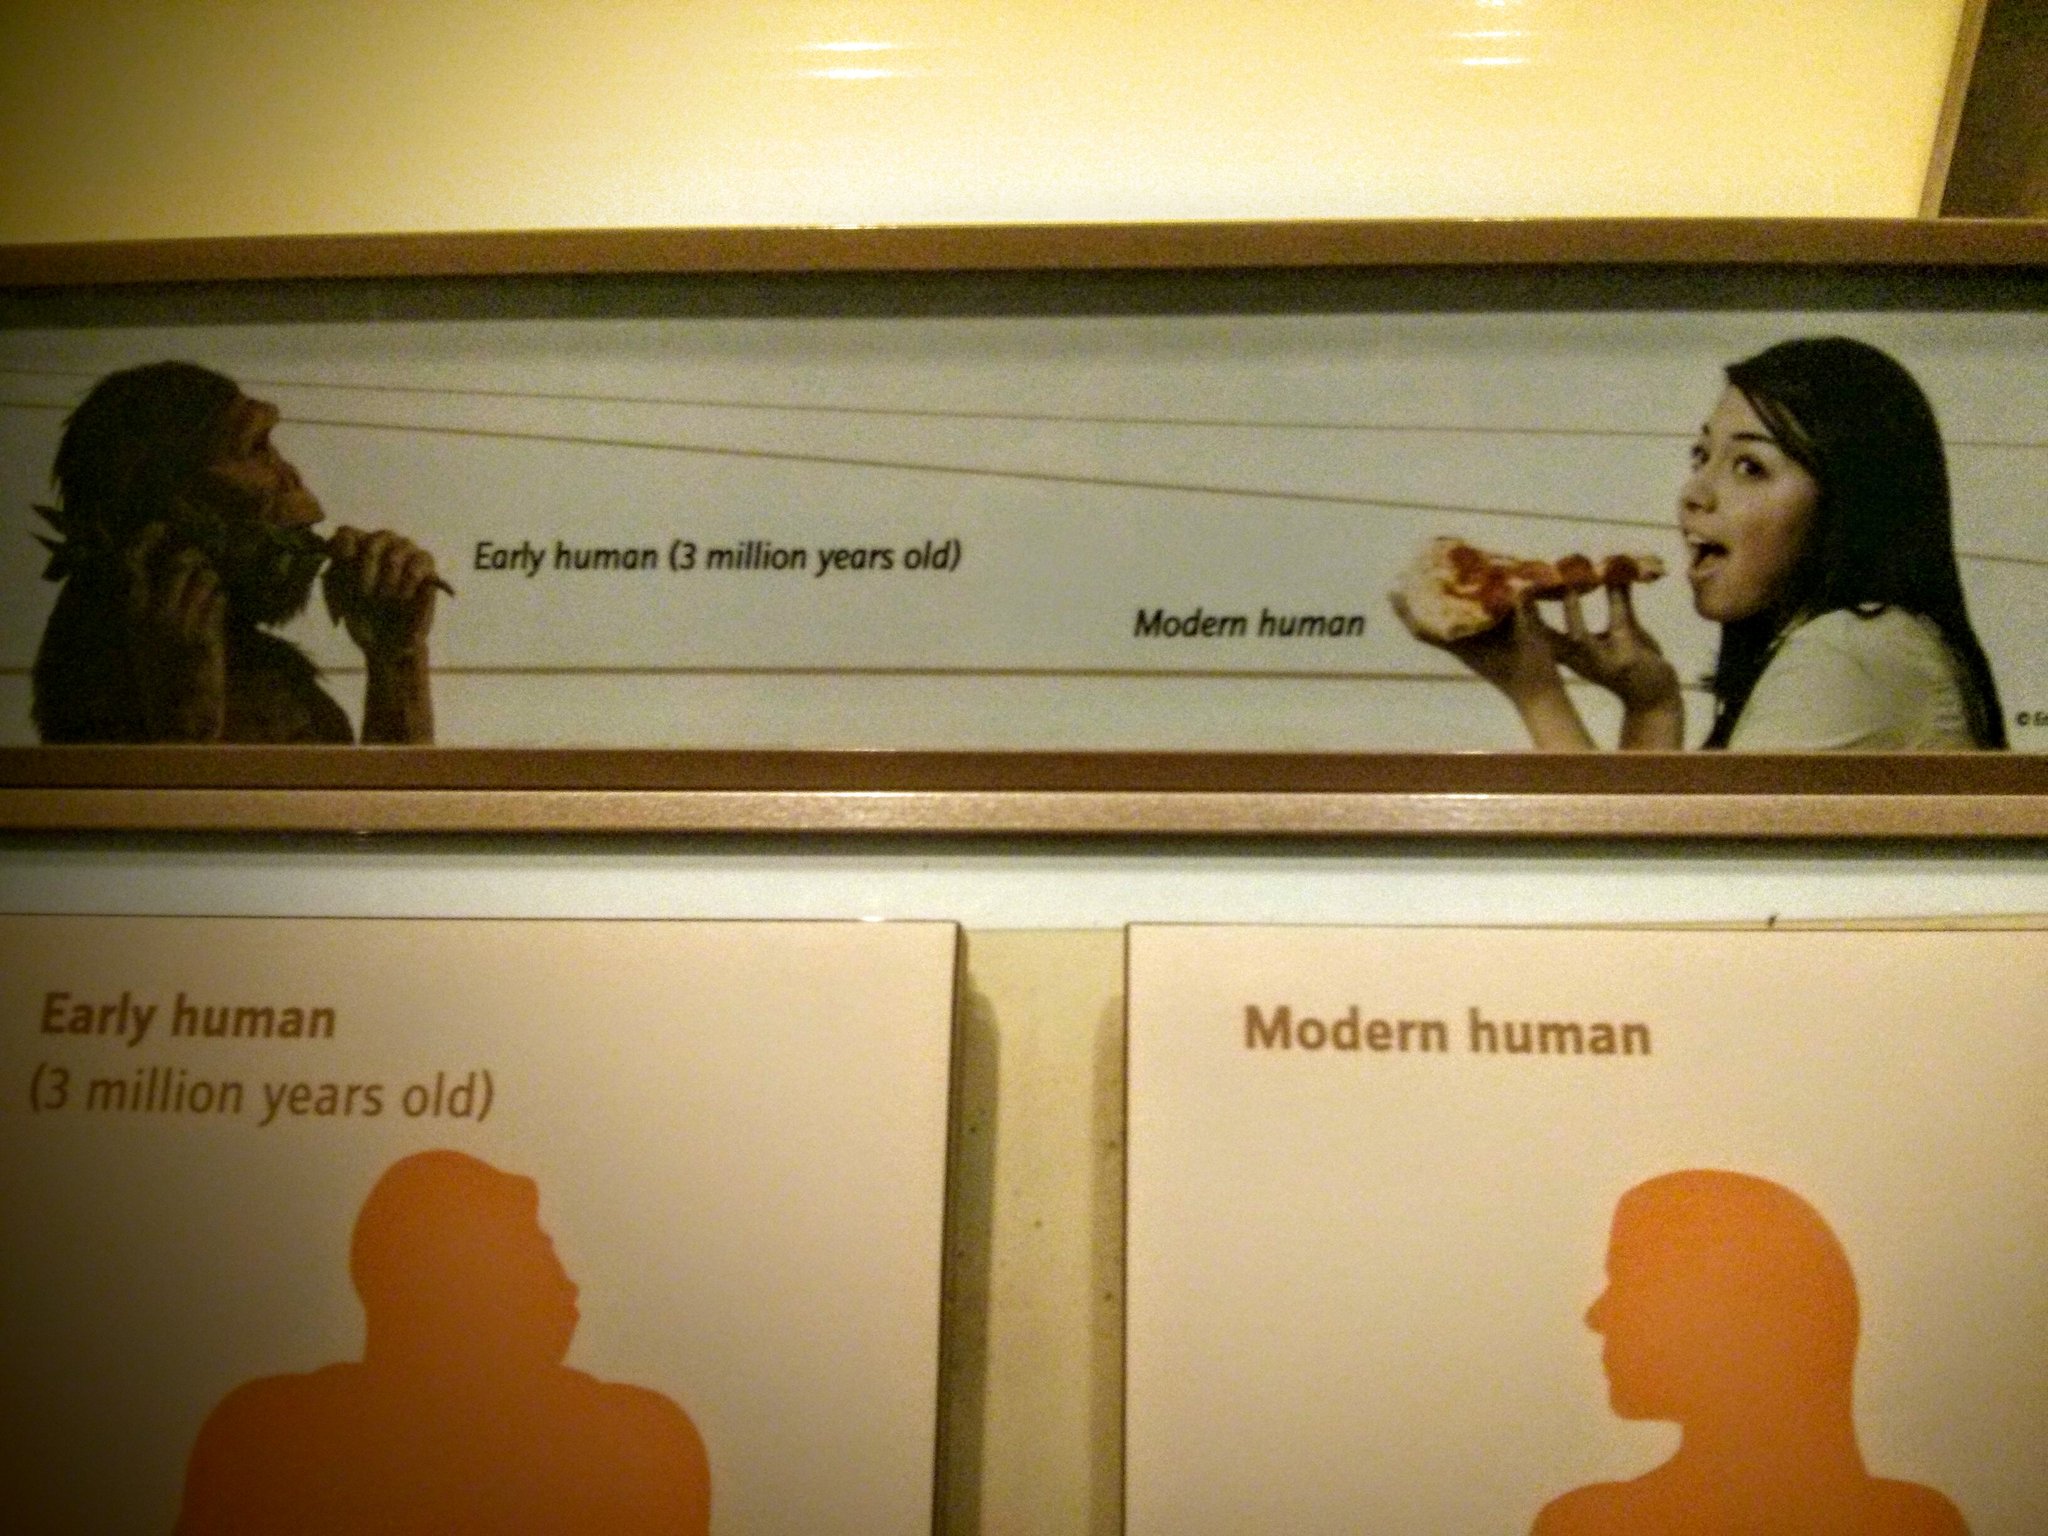 Early human (3 million years old)
Modern human
Early human
(3 million years old)
Modern human